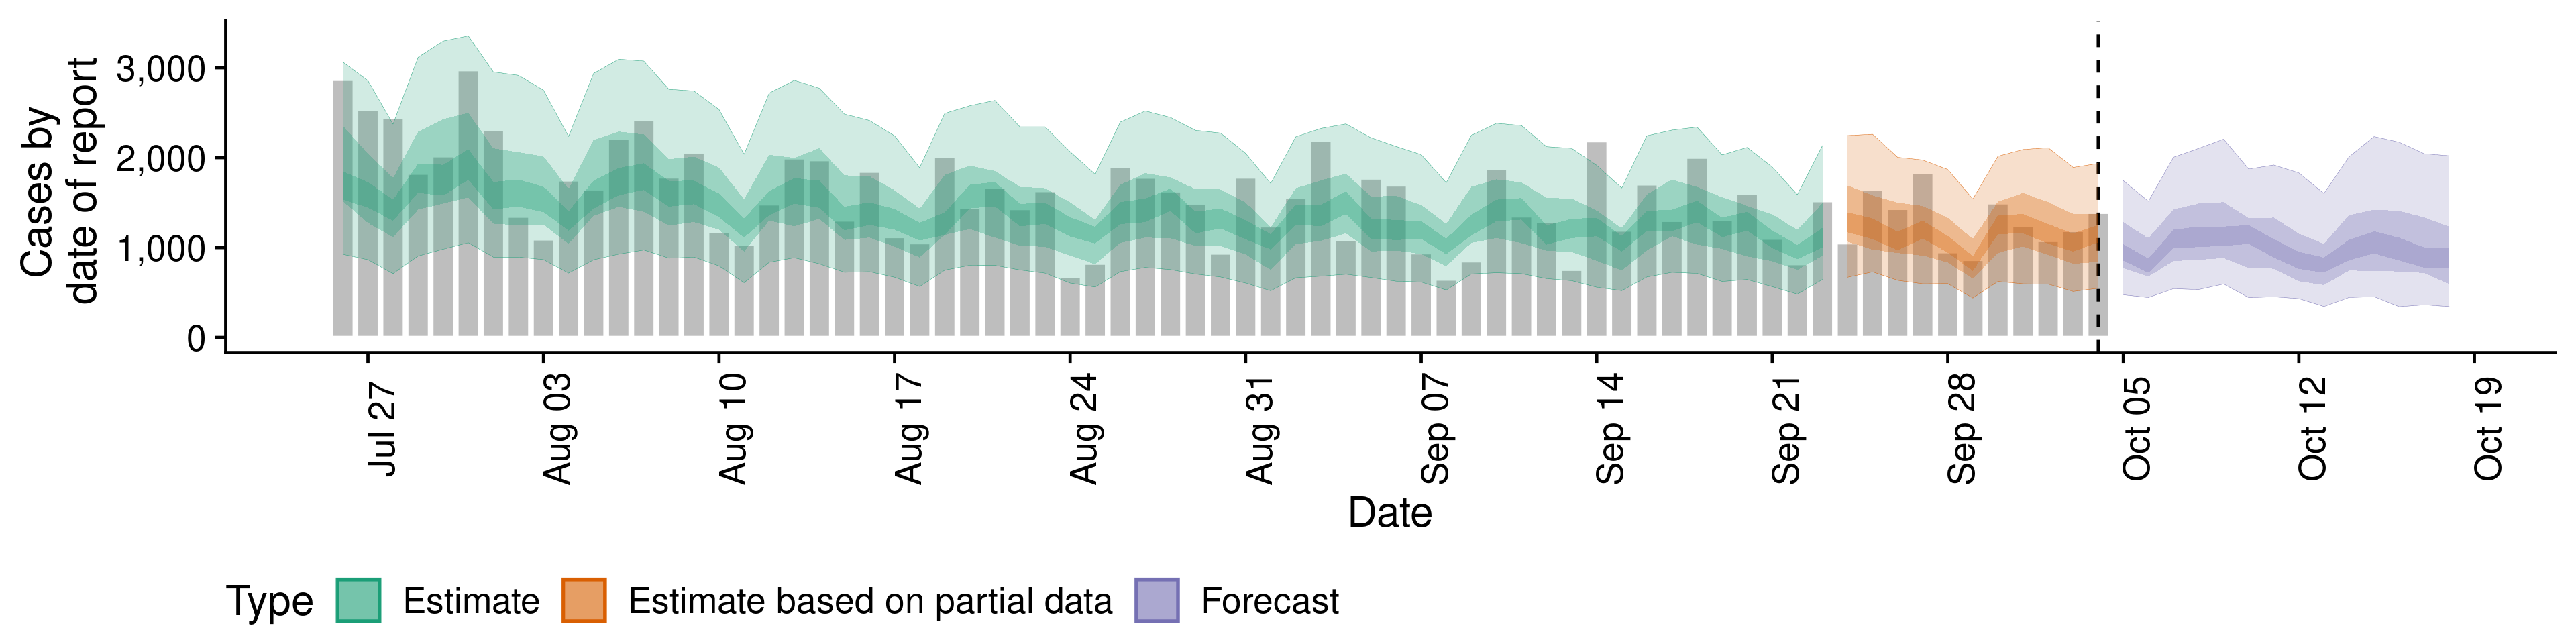 Cases by
date of report
3,000
2,000
1,000
0
Jul 27
Aug 03
Aug 10
Aug 17
Aug 24
Aug 31
Sep 07
Sep 14
Sep 21
Sep 28
Oct 05
Oct 12
Oct 19
Date
Type Estimate Estimate based on partial data Forecast